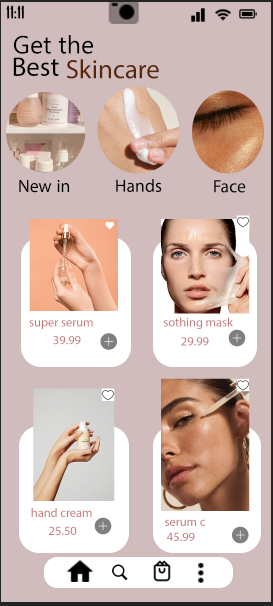 11:11
Get the
Best Skincare
New in
Hands
Face
super serum
39.99
sothing mask
29.99
hand cream
25.50
serum c
45.99